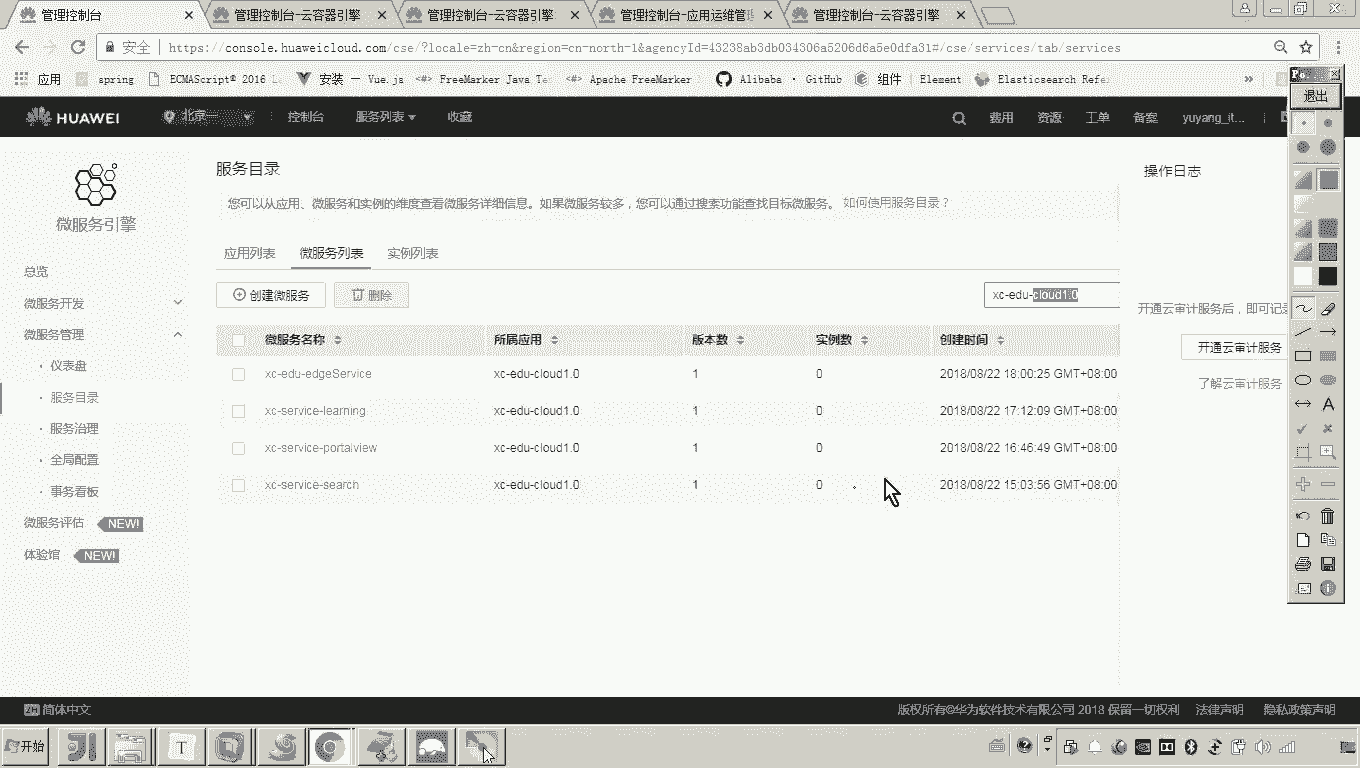 管理控制台
管理控制台-云容器引擎
管理控制台-云容器引擎
管理控制台-应用运维管
管理控制台-云容器引擎
安全 https://console.huaweicloud.com/cse/?locale=zh-cn&region=cn-north-1&agencyId=43238ab3db034306a5206d6a5e0dfa31#/cse/services/tab/services
应用 spring ECMAScript® 2016 L 安装 — Vue.js FreeMarker Java Te Apache FreeMarker Alibaba · GitHub 组件 Element Elasticsearch Refe »
退出
HUAWEI 北京一 控制台 服务列表 收藏 费用 资源 工单 备案 yuyang_it...
微服务引擎
总览
微服务开发
微服务管理
· 仪表盘
· 服务目录
· 服务治理
· 全局配置
· 事务看板
微服务评估 NEW!
体验馆 NEW!
服务目录
您可以从应用、微服务和实例的维度查看微服务详细信息。如果微服务较多，您可以通过搜索功能查找目标微服务。 如何使用服务目录？
应用列表 微服务列表 实例列表
创建微服务 删除 xc-edu-cloud1.0
微服务名称 所属应用 版本数 实例数 创建时间
xc-edu-edgeService xc-edu-cloud1.0 1 0 2018/08/22 18:00:25 GMT+08:00
xc-service-learning xc-edu-cloud1.0 1 0 2018/08/22 17:12:09 GMT+08:00
xc-service-portalview xc-edu-cloud1.0 1 0 2018/08/22 16:46:49 GMT+08:00
xc-service-search xc-edu-cloud1.0 1 0 2018/08/22 15:03:56 GMT+08:00
操作日志
开通云审计服务后，即可记录
开通云审计服务
了解云审计服务
A
简体中文 版权所有©华为软件技术有限公司 2018 保留一切权利 法律声明 隐私政策声明
开始